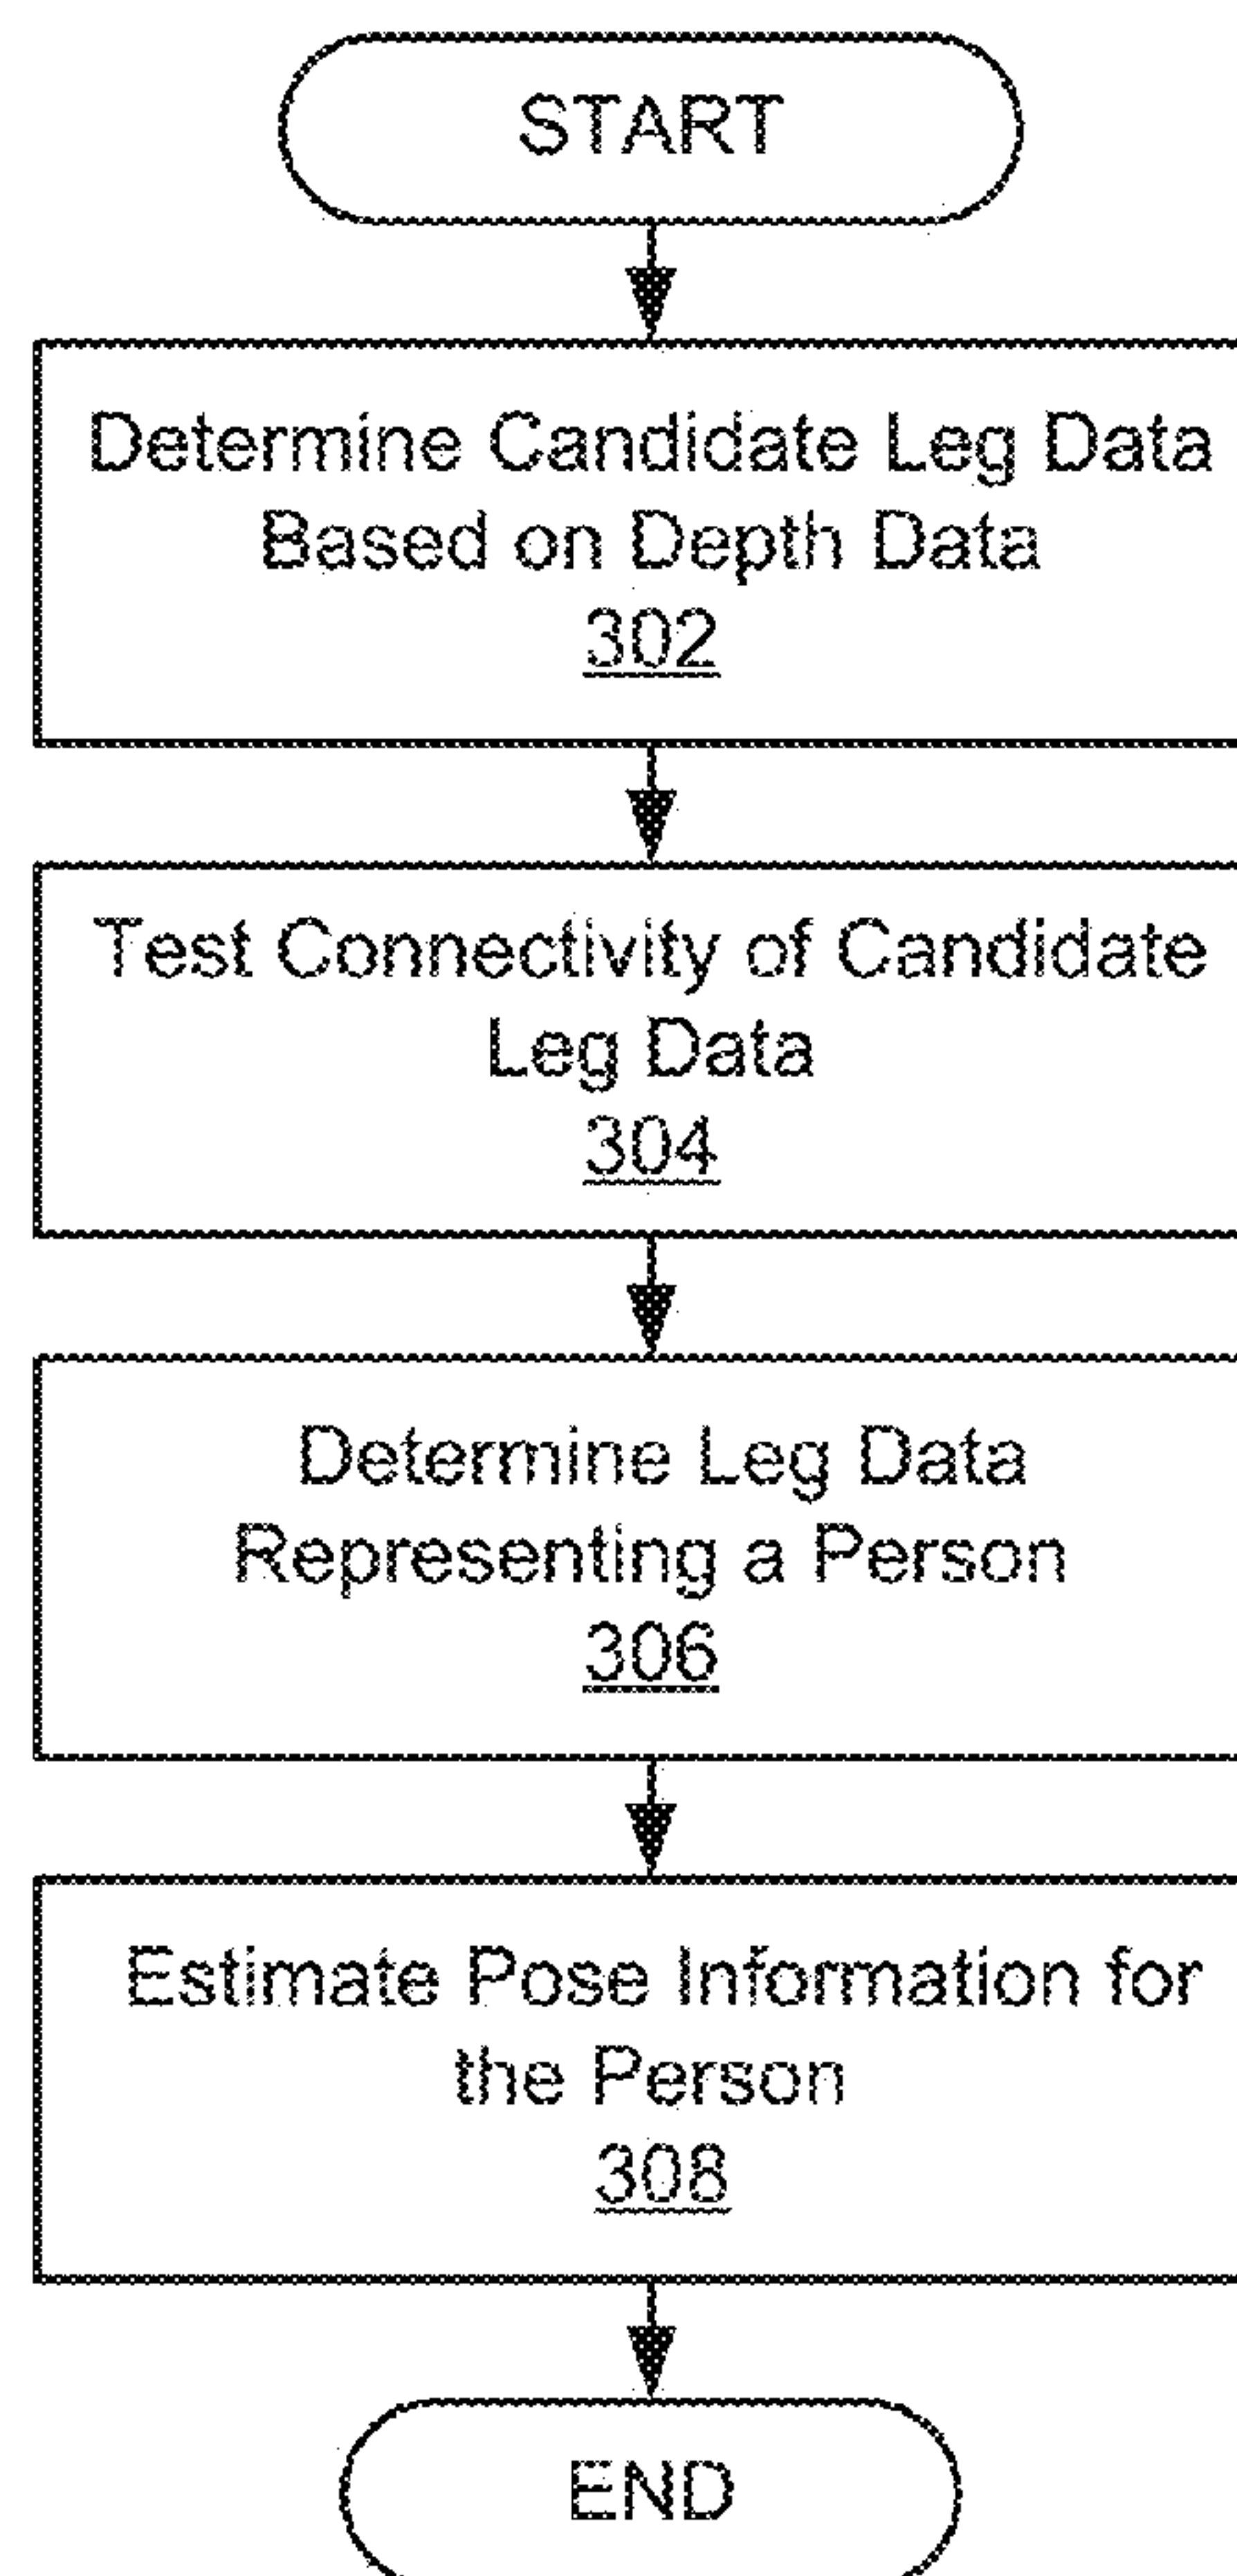 START
Determine Candidate Leg Data
Based on Depth Data
302
Test Connectivity of Candidate
Leg Data
304
Determine Leg Data
Representing a Person
306
Estimate Pose Information for
the Person
308
END